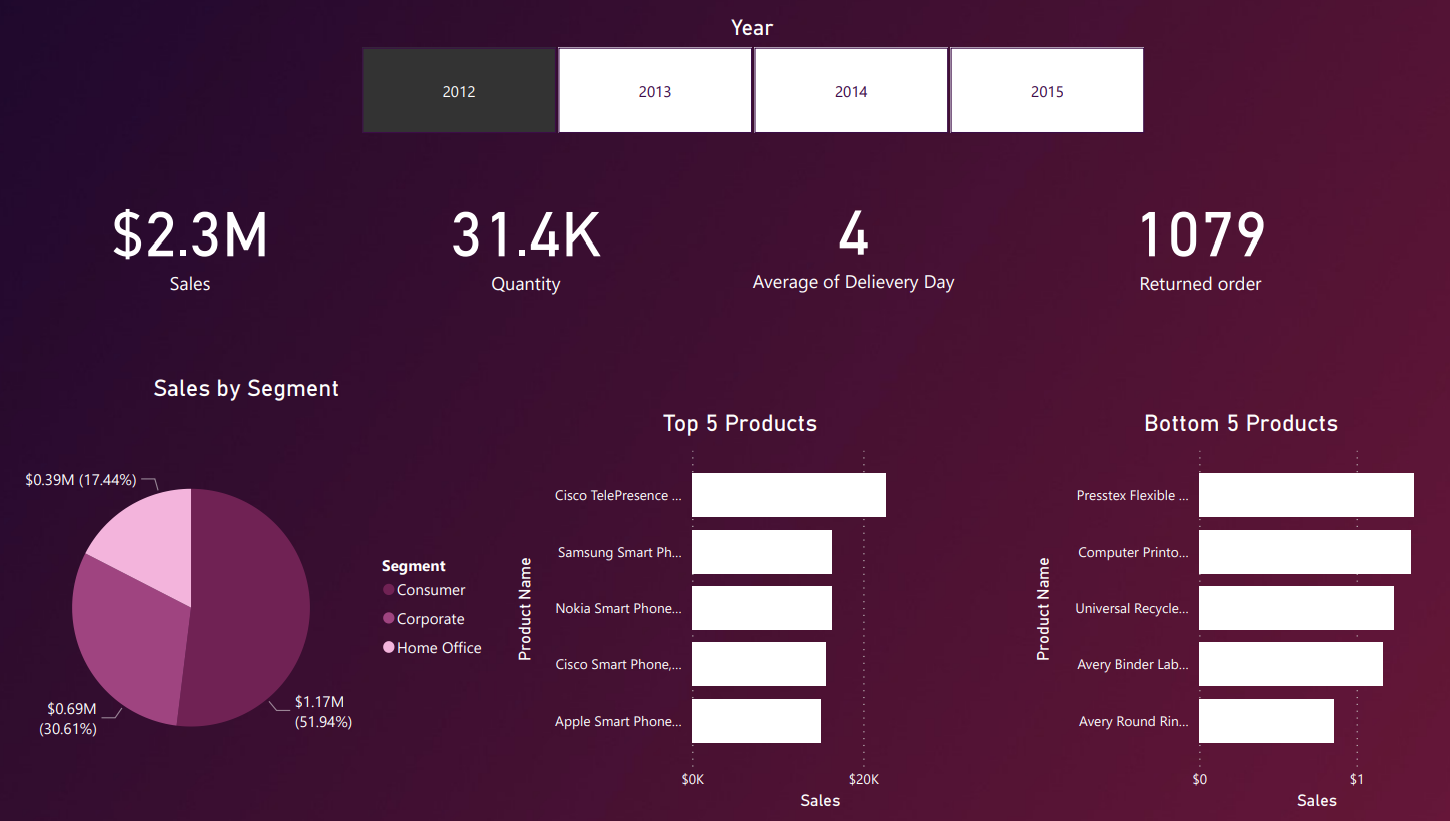 Year
2012
2013
2014
2015
$2.3M
Sales
31.4K
Quantity
4
Average of Delievery Day
1079
Returned order
Sales by Segment
$0.39M (17.44%)
$0.69M
(30.61%)
$1.17M
(51.94%)
Segment
Consumer
Corporate
Home Office
Top 5 Products
Product Name
Cisco TelePresence ...
Samsung Smart Ph...
Nokia Smart Phone...
Cisco Smart Phone,...
Apple Smart Phone...
$0K
$20K
Sales
Bottom 5 Products
Product Name
Presstex Flexible ...
Computer Printo...
Universal Recycle...
Avery Binder Lab...
Avery Round Rin...
$0
$1
Sales